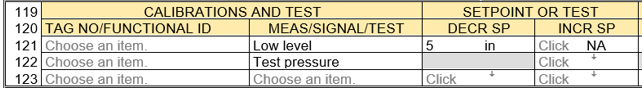 119 CALIBRATIONS AND TEST SETPOINT OR TEST
120 TAG NO/FUNCTIONAL ID MEAS/SIGNAL/TEST DECR SP INCR SP
121 Choose an item. Low level 5 in Click NA
122 Choose an item. Test pressure Click
123 Choose an item. Choose an item. Click Click